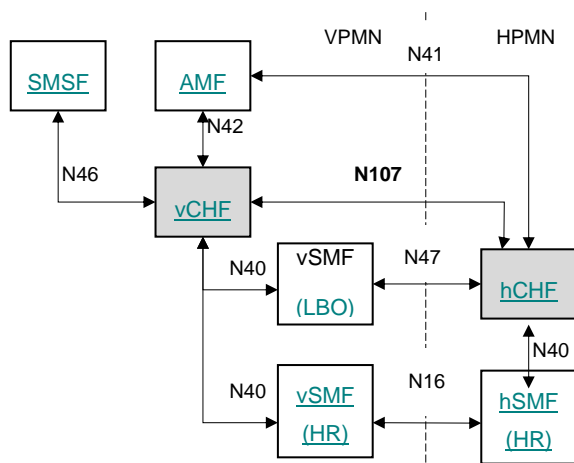 VPMN
HPMN
N41
SMSF
AMF
N42
N46
N107
vCHF
N40
vSMF
(LBO)
N47
hCHF
N40
N40
vSMF
(HR)
N16
hSMF
(HR)